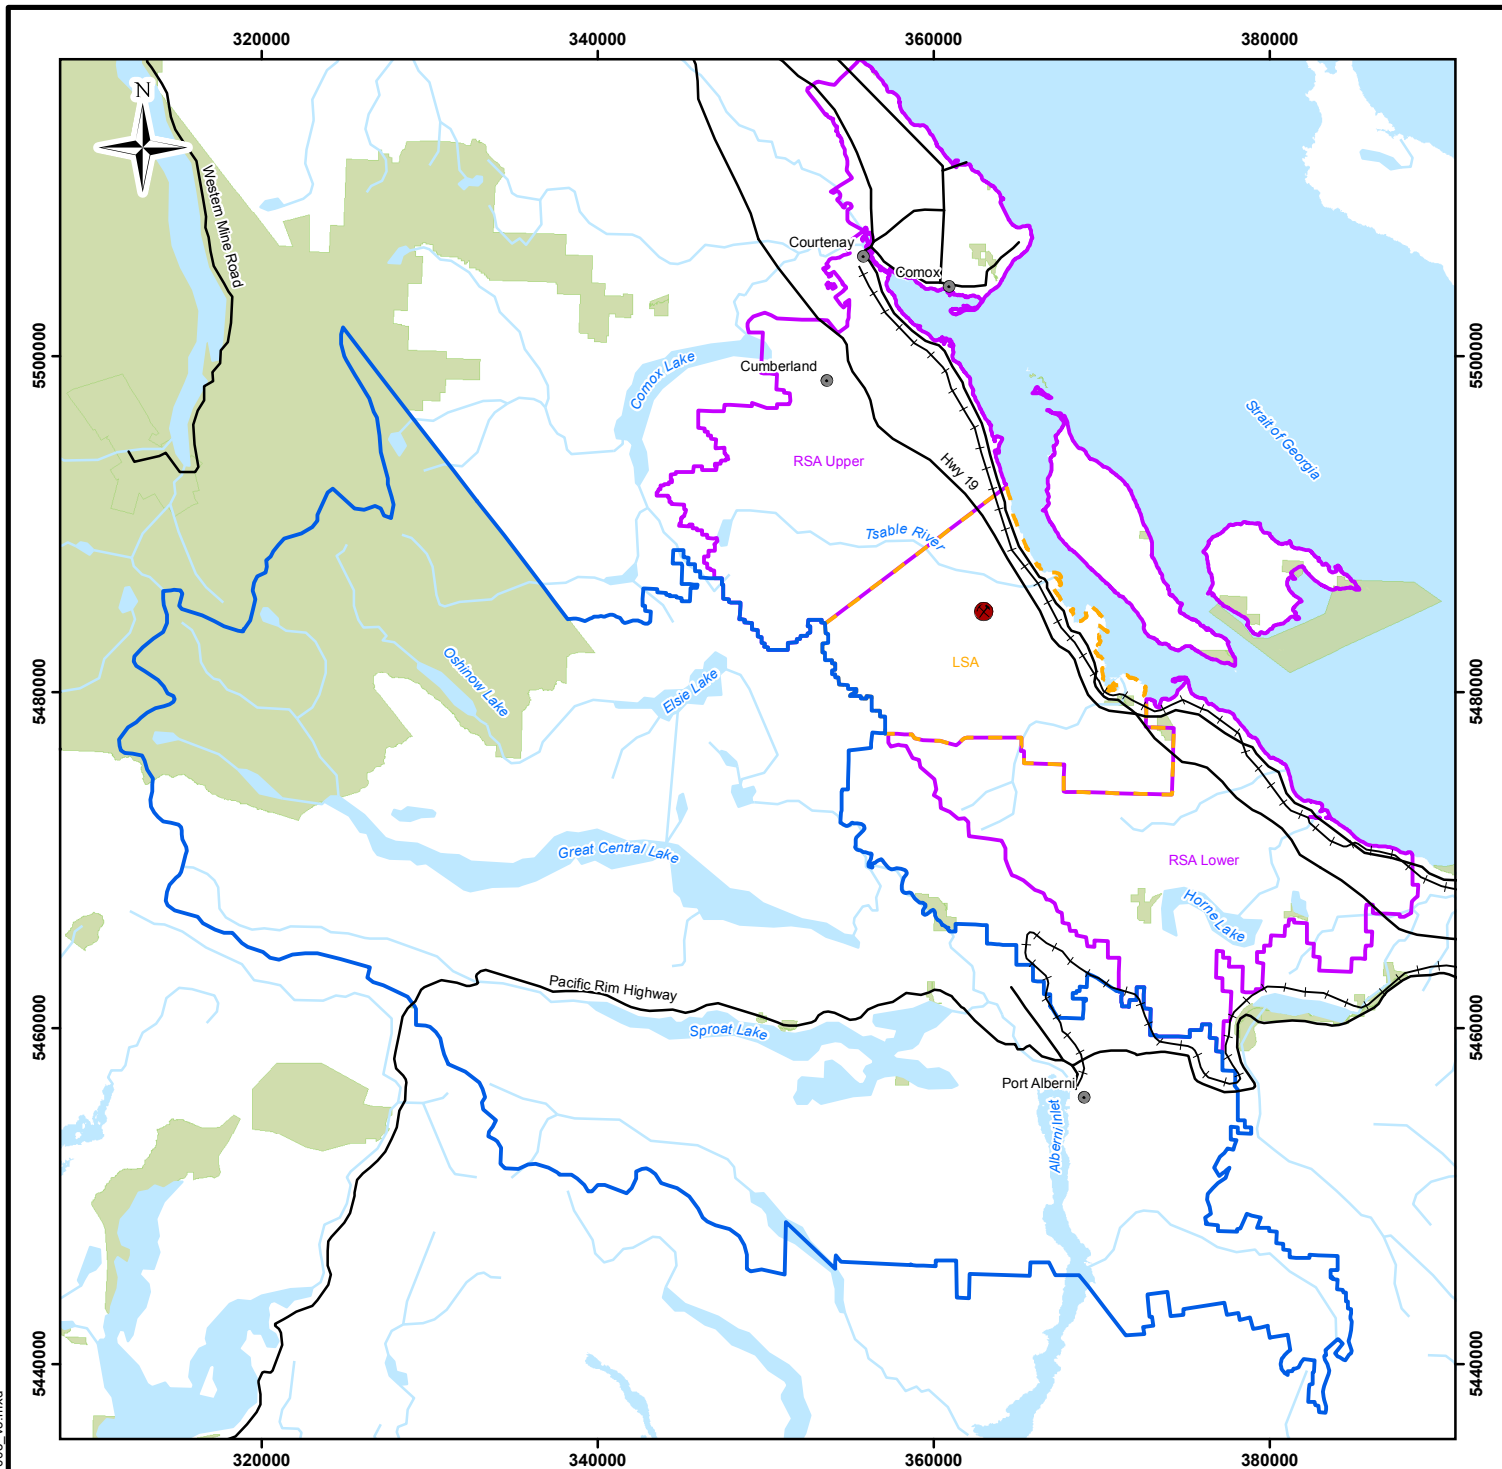 320000
340000
360000
380000
N
Western Mine Road
Courtenay
Comox
5500000
5500000
Comox Lake
Cumberland
Strait of Georgia
RSA Upper
Hwy 19
Tsable River
LSA
Oshinow Lake
Elsie Lake
5480000
5480000
Great Central Lake
RSA Lower
Horne Lake
Pacific Rim Highway
Sproat Lake
5460000
5460000
Port Alberni
Alberni Inlet
5440000
5440000
320000
340000
360000
380000